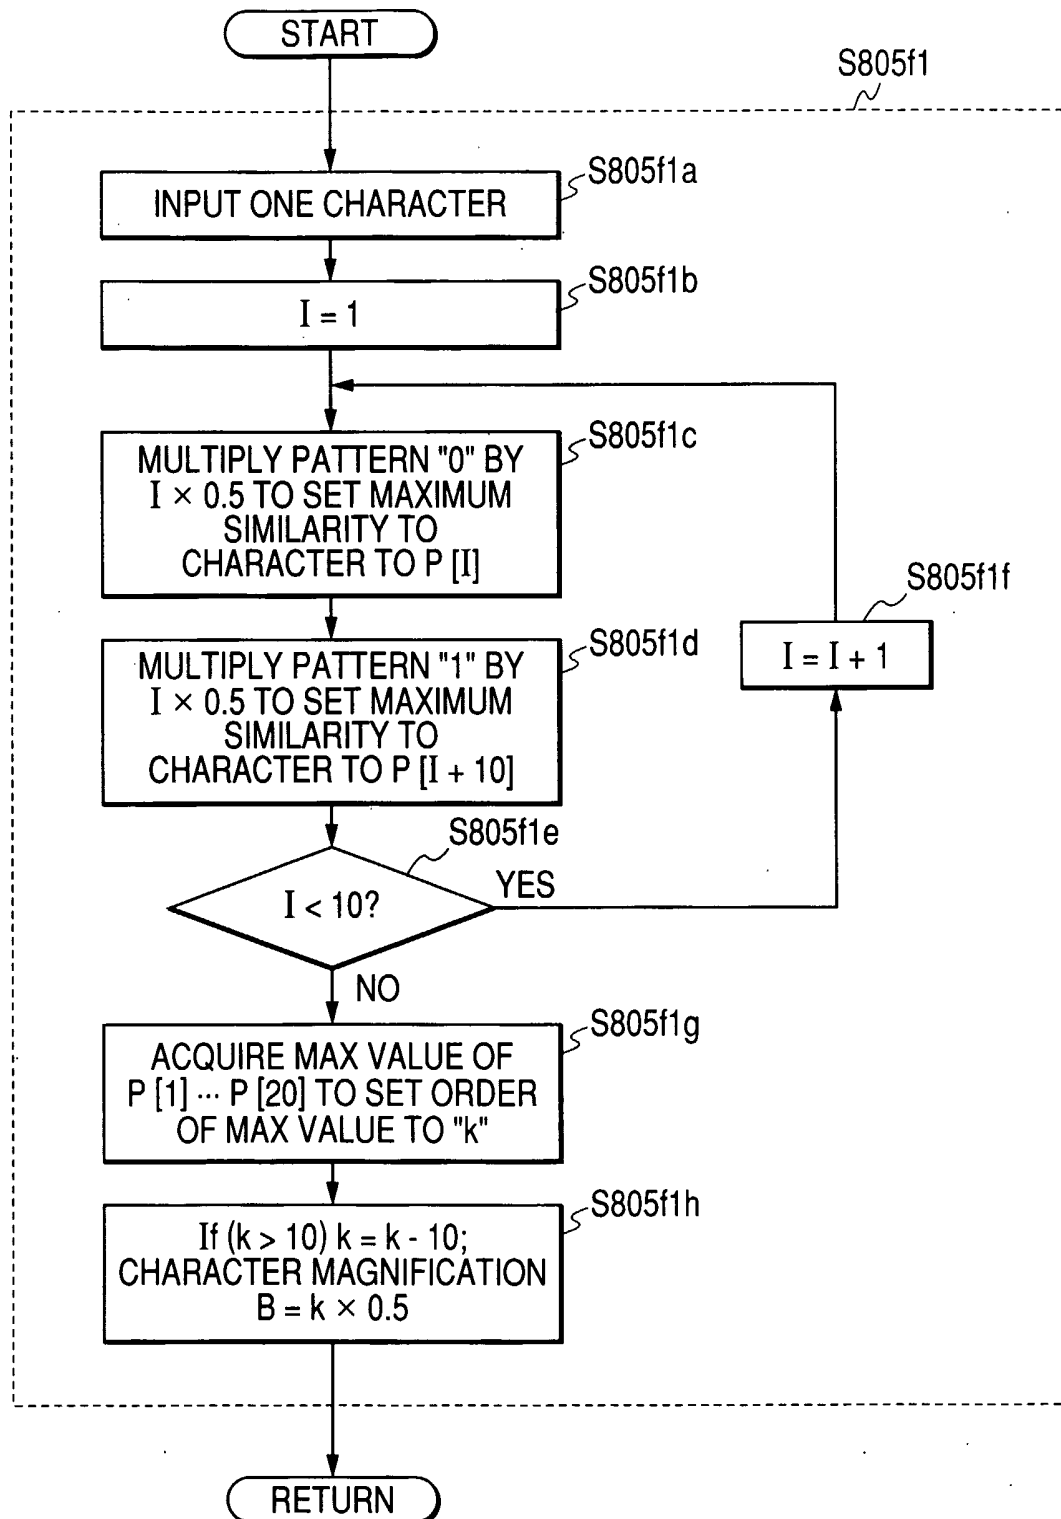 START
S805f1
S805f1a
INPUT ONE CHARACTER
S805f1b
I = 1
S805f1c
MULTIPLY PATTERN "0" BY
I × 0.5 TO SET MAXIMUM
SIMILARITY TO
CHARACTER TO P [I]
S805f1f
I = I + 1
S805f1d
MULTIPLY PATTERN "1" BY
I × 0.5 TO SET MAXIMUM
SIMILARITY TO
CHARACTER TO P [I + 10]
S805f1e
I < 10?
YES
NO
S805f1g
ACQUIRE MAX VALUE OF
P [1] ··· P [20] TO SET ORDER
OF MAX VALUE TO "k"
S805f1h
If (k > 10) k = k - 10;
CHARACTER MAGNIFICATION
B = k × 0.5
RETURN